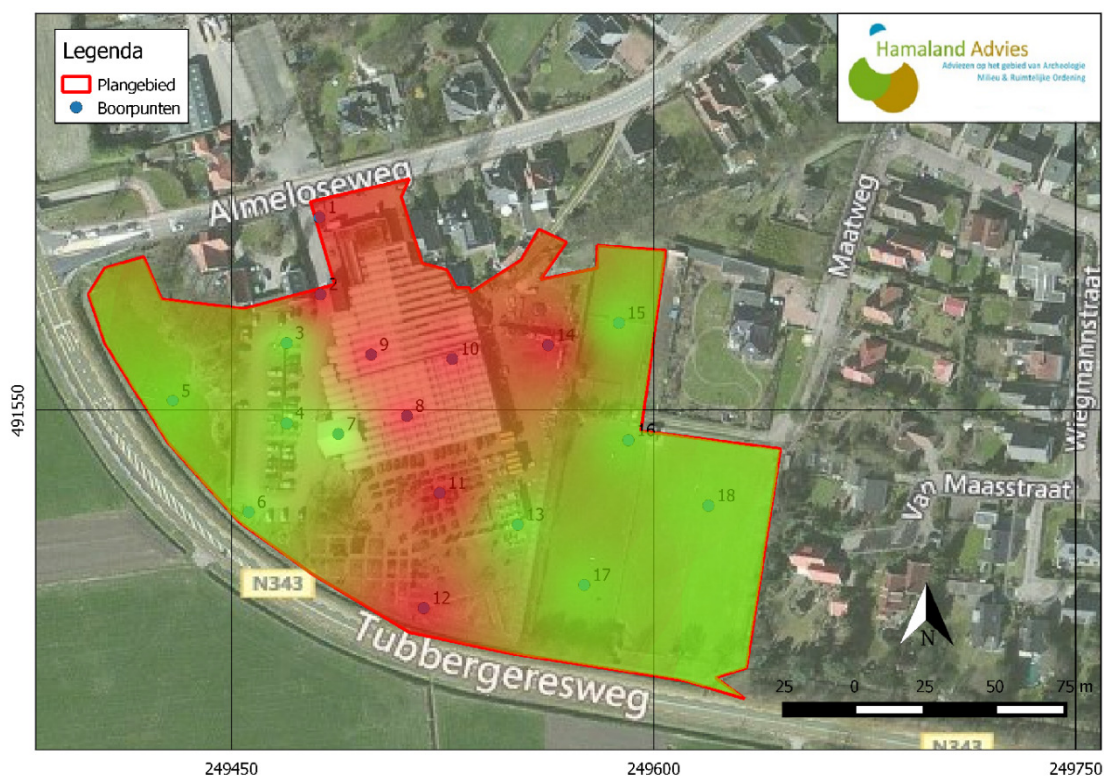 Legenda
Plangebied
Boorpunten
Hamaland Advies
Adviezen op het gebied van Archeologie
Milieu & Ruimtelijke Ordening
Almeloseweg
Maatweg
Wiegmannstraat
Van Maasstraat
1
2
3
4
5
6
7
8
9
10
11
12
13
14
15
16
17
18
N343
Tubbergeresweg
N343
N
25 0 25 50 75 m
491550
249450 249600 249750